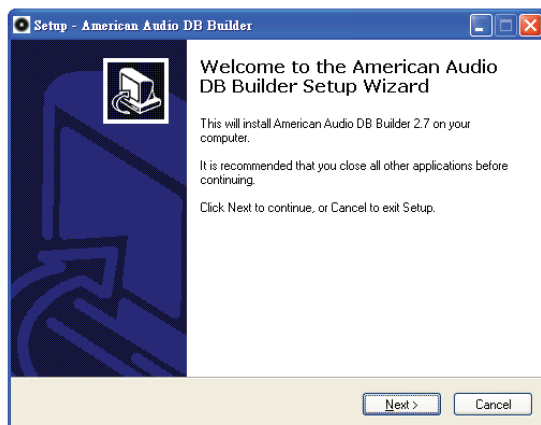 Setup - American Audio DB Builder
Welcome to the American Audio
DB Builder Setup Wizard
This will install American Audio DB Builder 2.7 on your
computer.
It is recommended that you close all other applications before
continuing.
Click Next to continue, or Cancel to exit Setup.
Next >
Cancel